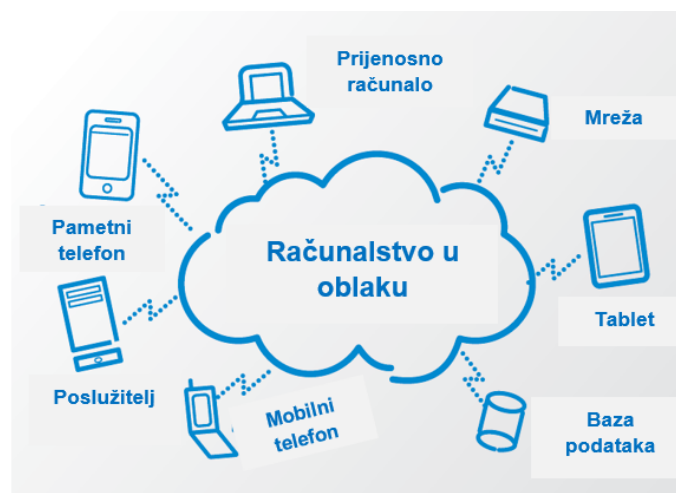 Prijenosno
računalo
Mreža
Pametni
telefon
Računalstvo u
oblaku
Tablet
Poslužitelj
Mobilni
telefon
Baza
podataka